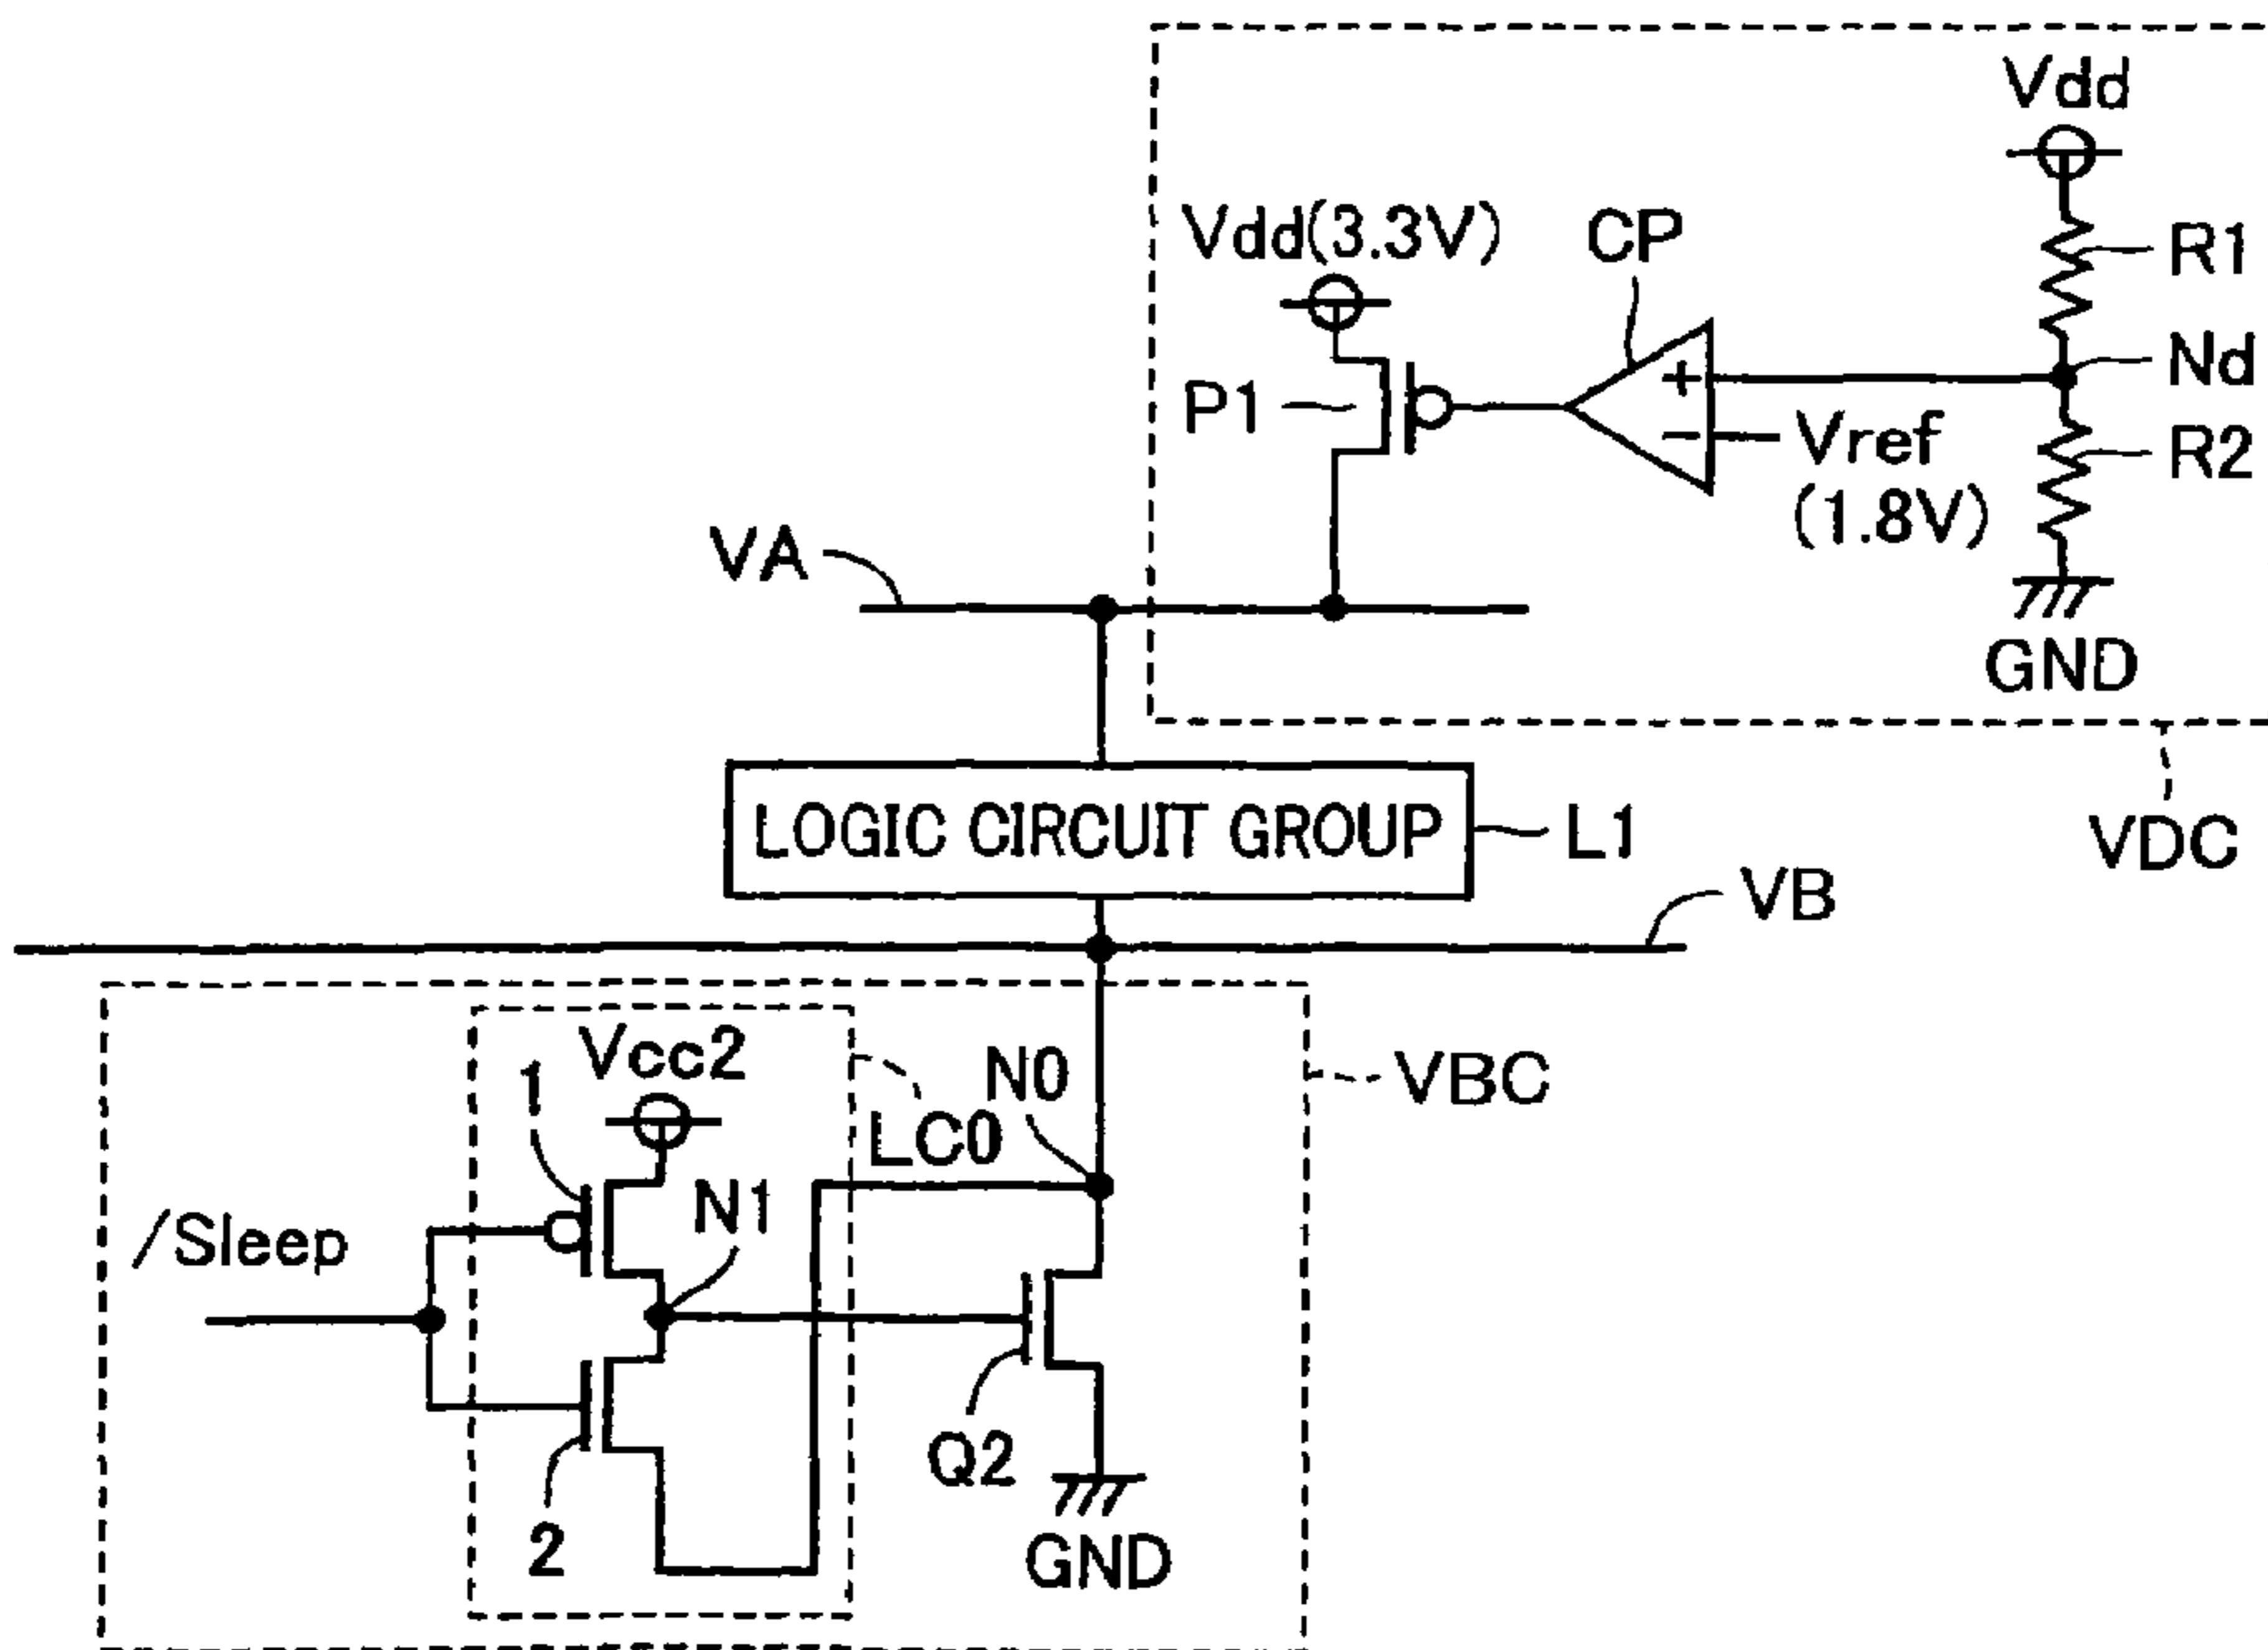 Vdd
Vdd(3.3V)
CP
R1
Nd
P1
+
−
Vref
(1.8V)
R2
VA
GND
LOGIC CIRCUIT GROUP
L1
VDC
VB
1
Vcc2
N0
VBC
LC0
N1
/Sleep
Q2
2
GND